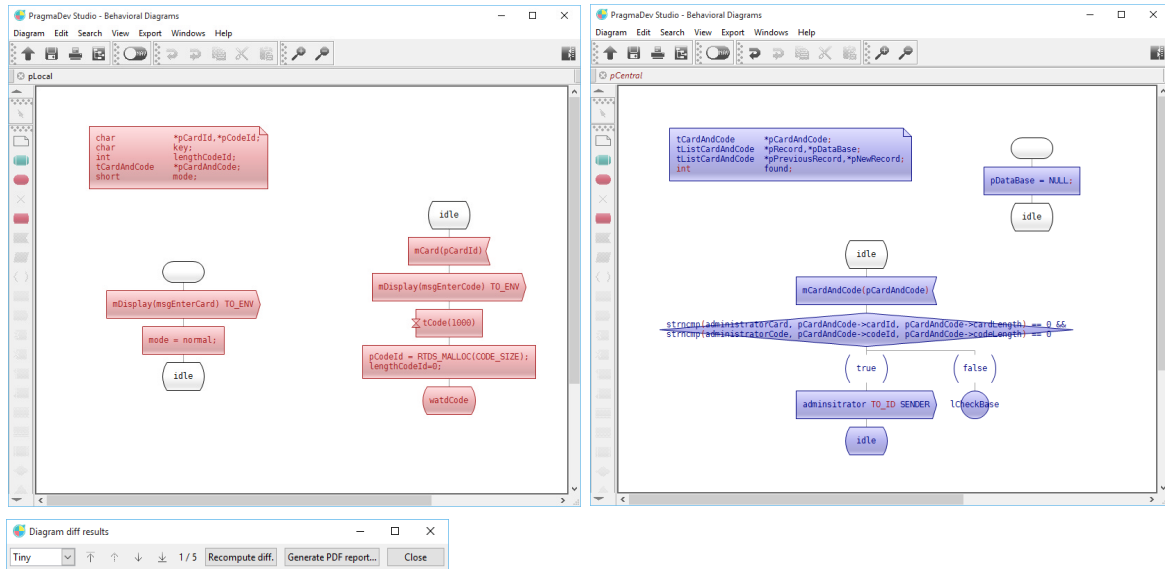 PragmaDev Studio - Behavioral Diagrams
Diagram Edit Search View Export Windows Help
pLocal
char *pCardId,*pCodeId;
char key;
int lengthCodeId;
tCardAndCode *pCardAndCode;
short mode;
idle
mCard(pCardId)
mDisplay(msgEnterCode) TO_ENV
tCode(1000)
pCodeId = RTDS_MALLOC(CODE_SIZE);
lengthCodeId=0;
watdCode
mDisplay(msgEnterCard) TO_ENV
mode = normal;
idle
PragmaDev Studio - Behavioral Diagrams
Diagram Edit Search View Export Windows Help
pCentral
tCardAndCode *pCardAndCode;
tListCardAndCode *pRecord,*pDataBase;
tListCardAndCode *pPreviousRecord,*pNewRecord;
int found;
pDataBase = NULL;
idle
idle
mCardAndCode(pCardAndCode)
strncmp(administratorCard, pCardAndCode->cardId, pCardAndCode->cardLength) == 0 &&
strncmp(administratorCode, pCardAndCode->codeId, pCardAndCode->codeLength) == 0
true false
adminsitrator TO_ID SENDER lCheckBase
idle
Diagram diff results
Tiny 1 / 5 Recompute diff. Generate PDF report... Close